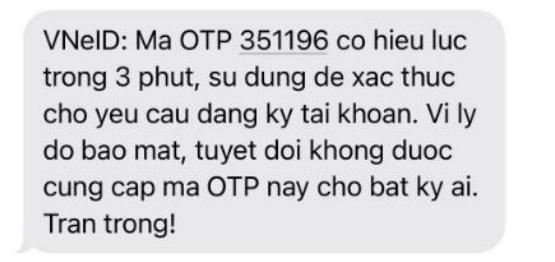 VNeID: Ma OTP 351196 co hieu luc
trong 3 phut, su dung de xac thuc
cho yeu cau dang ky tai khoan. Vi ly
do bao mat, tuyet doi khong duoc
cung cap ma OTP nay cho bat ky ai.
Tran trong!